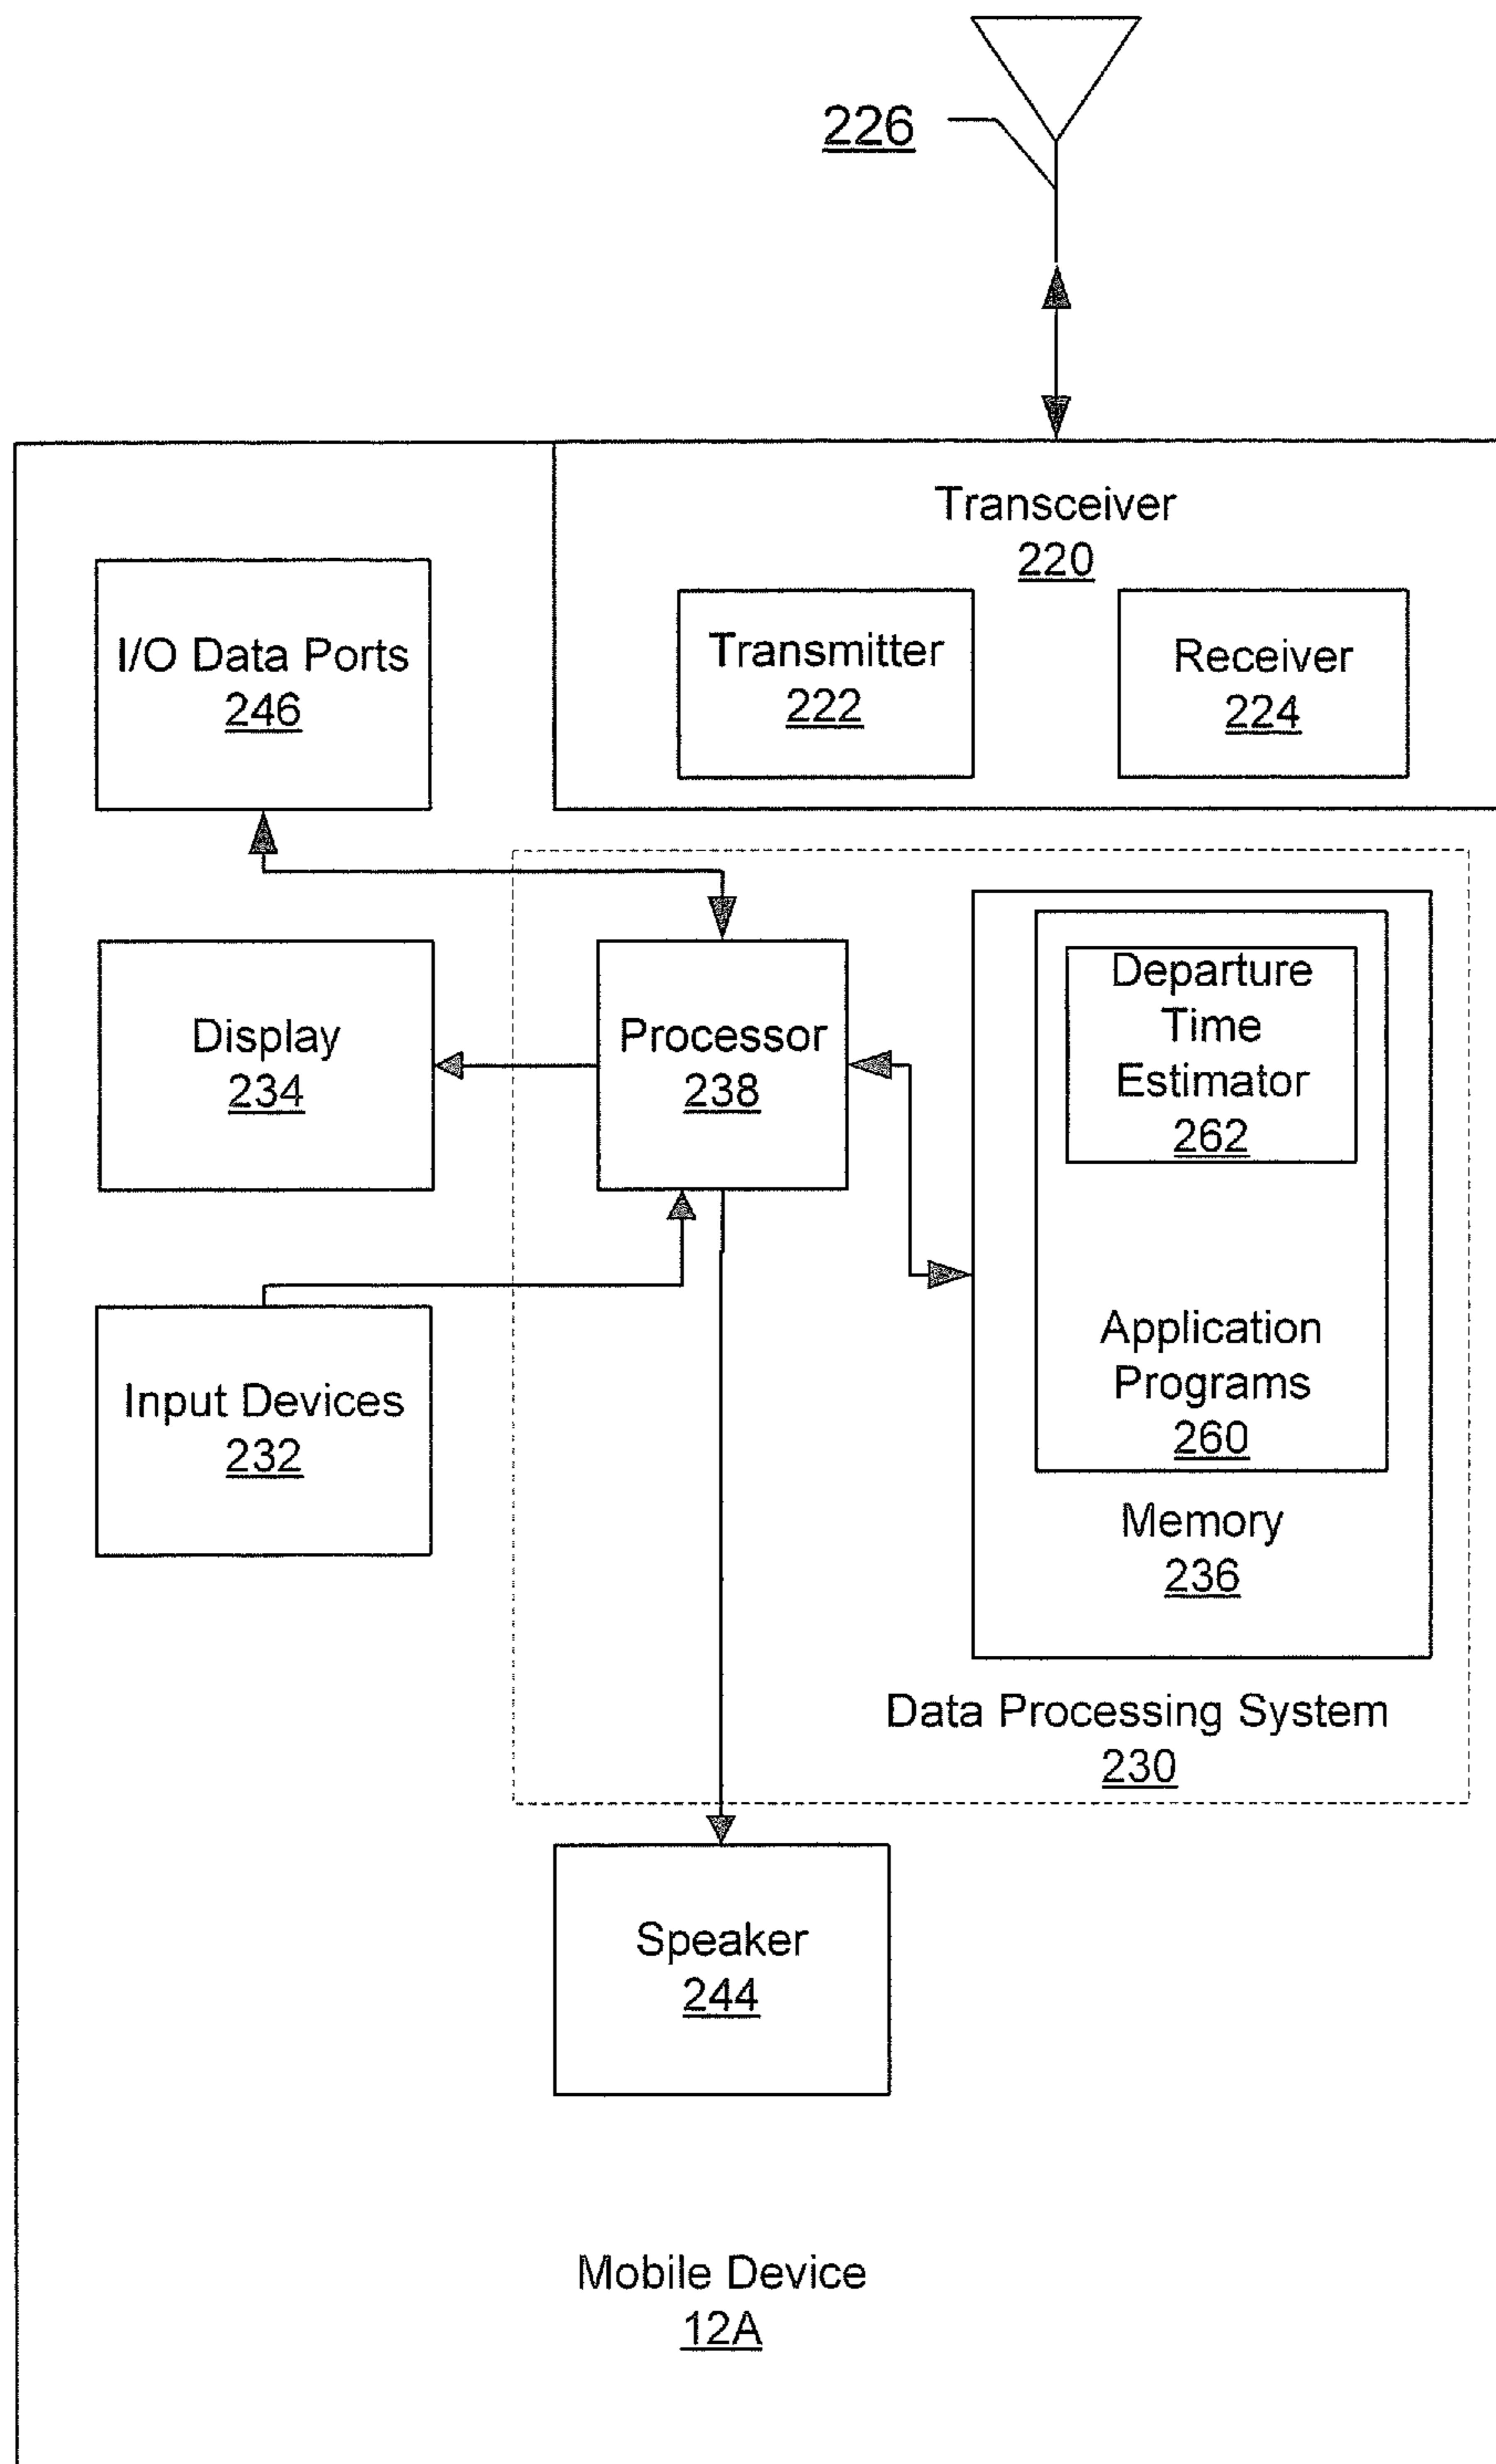 226
Transceiver
220
I/O Data Ports
246
Transmitter
222
Receiver
224
Display
234
Processor
238
Departure
Time
Estimator
262
Input Devices
232
Application
Programs
260
Memory
236
Data Processing System
230
Speaker
244
Mobile Device
12A